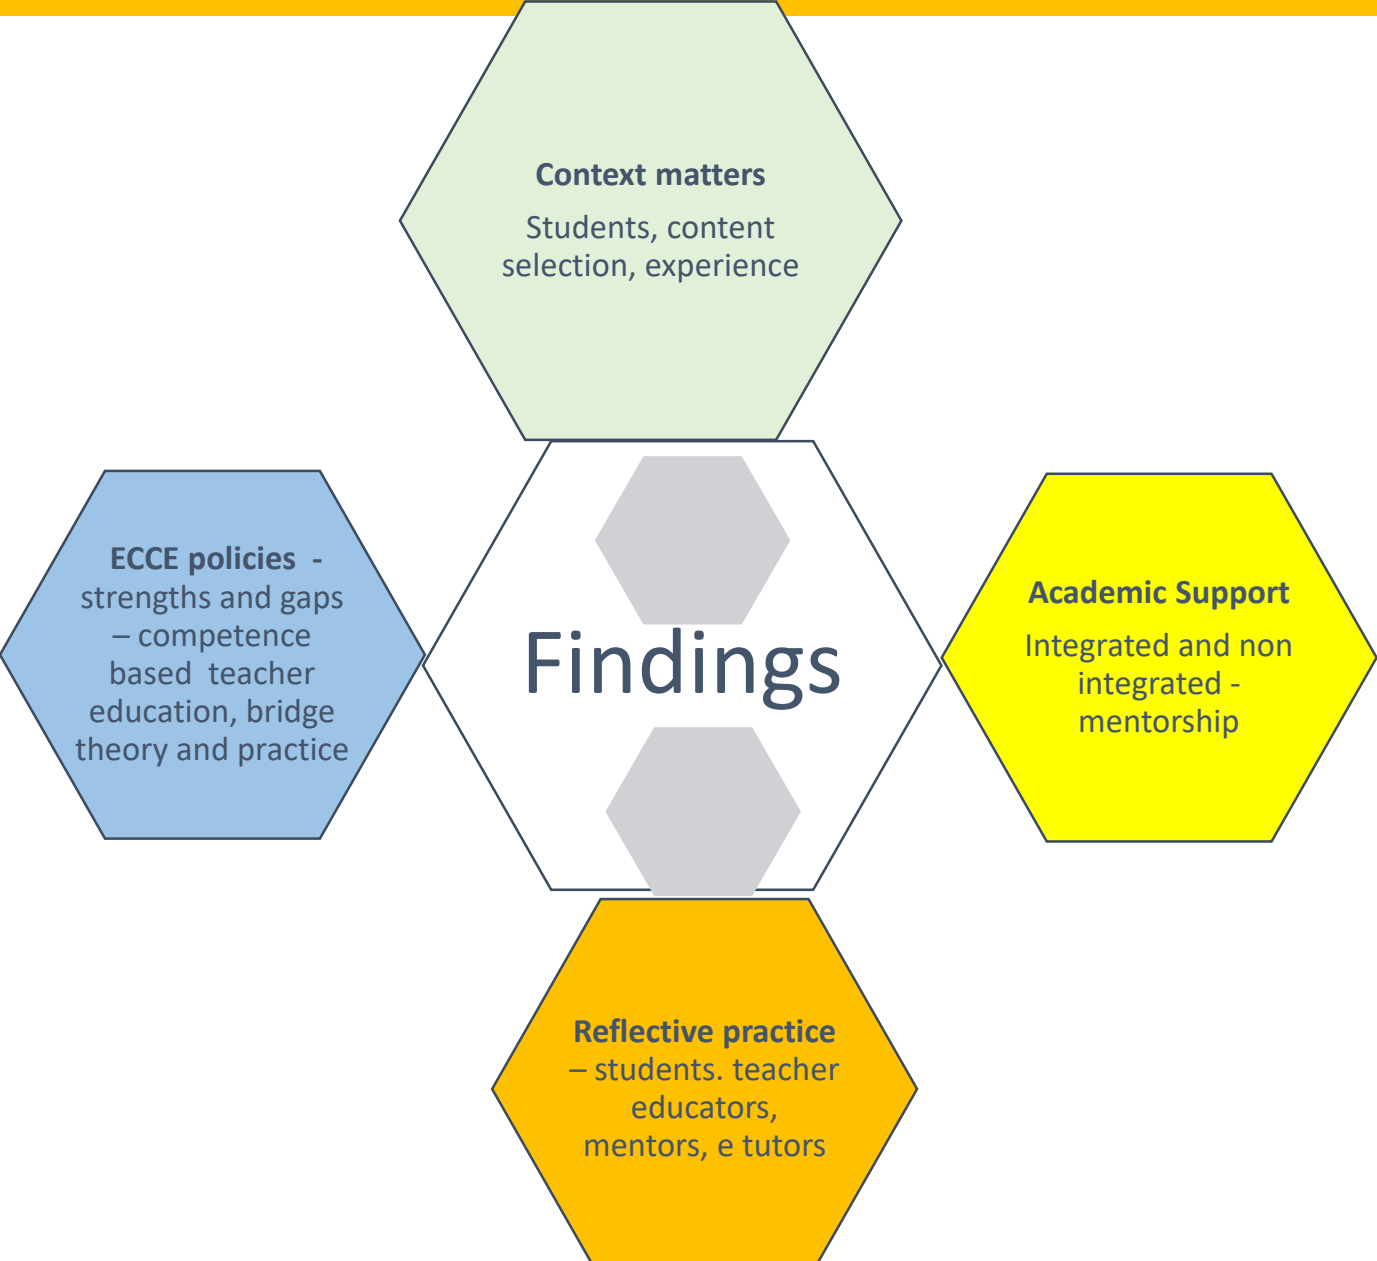 Context matters
Students, content
selection, experience
ECCE policies -
strengths and gaps
– competence
based teacher
education, bridge
theory and practice
Findings
Academic Support
Integrated and non
integrated -
mentorship
Reflective practice
– students. teacher
educators,
mentors, e tutors